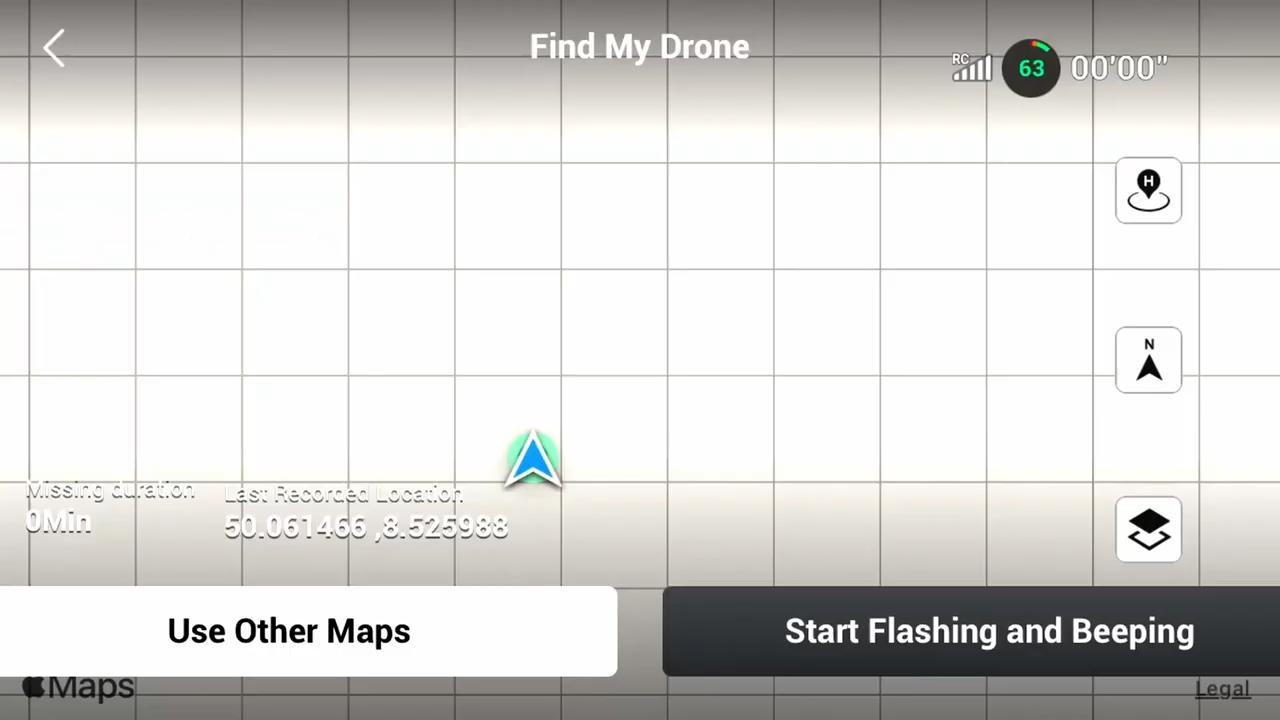 Find My Drone
RC
63
00'00"
H
N
Missing duration
Last Recorded Location
0Min
50.061466 ,8.525988
Use Other Maps
Start Flashing and Beeping
Maps
Legal